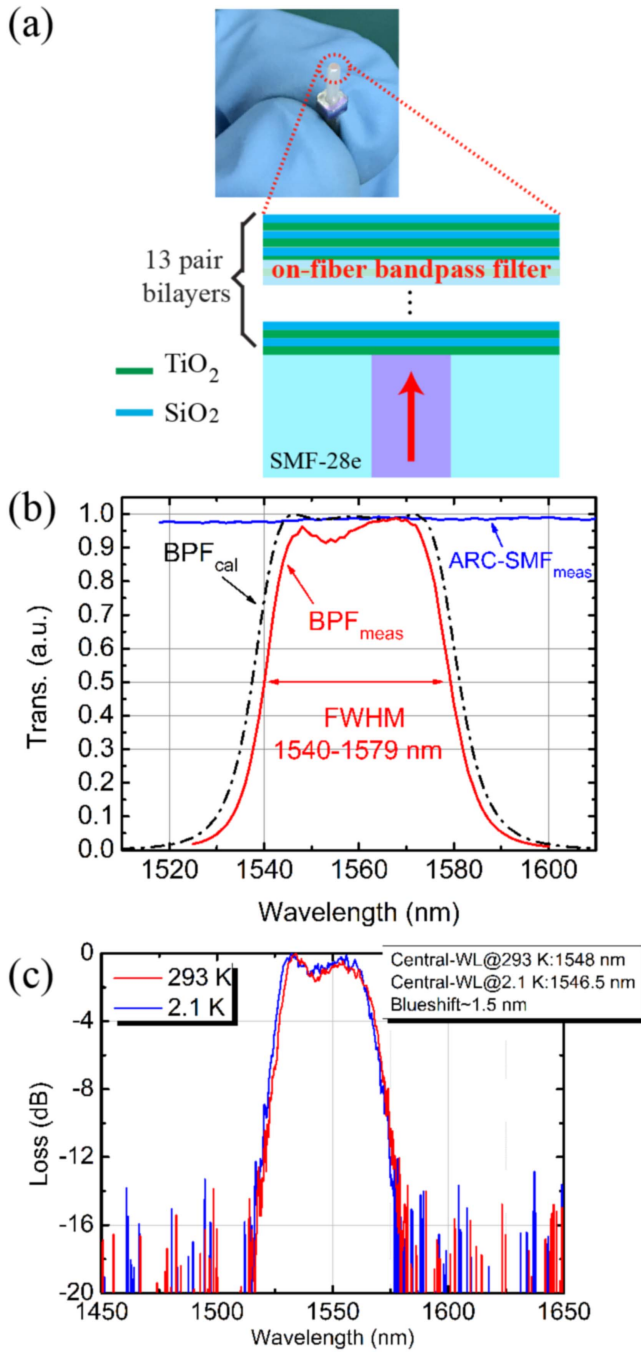 (a)
13 pair
bilayers
on-fiber bandpass filter
TiO₂
SiO₂
SMF-28e
(b)
1.0
0.9
0.8
0.7
0.6
0.5
0.4
0.3
0.2
0.1
0.0
Trans. (a.u.)
BPF_cal
BPF_meas
ARC-SMF_meas
FWHM
1540-1579 nm
1520 1540 1560 1580 1600
Wavelength (nm)
(c)
0
-4
-8
-12
-16
-20
Loss (dB)
293 K
2.1 K
Central-WL@293 K:1548 nm
Central-WL@2.1 K:1546.5 nm
Blueshift~1.5 nm
1450 1500 1550 1600 1650
Wavelength (nm)